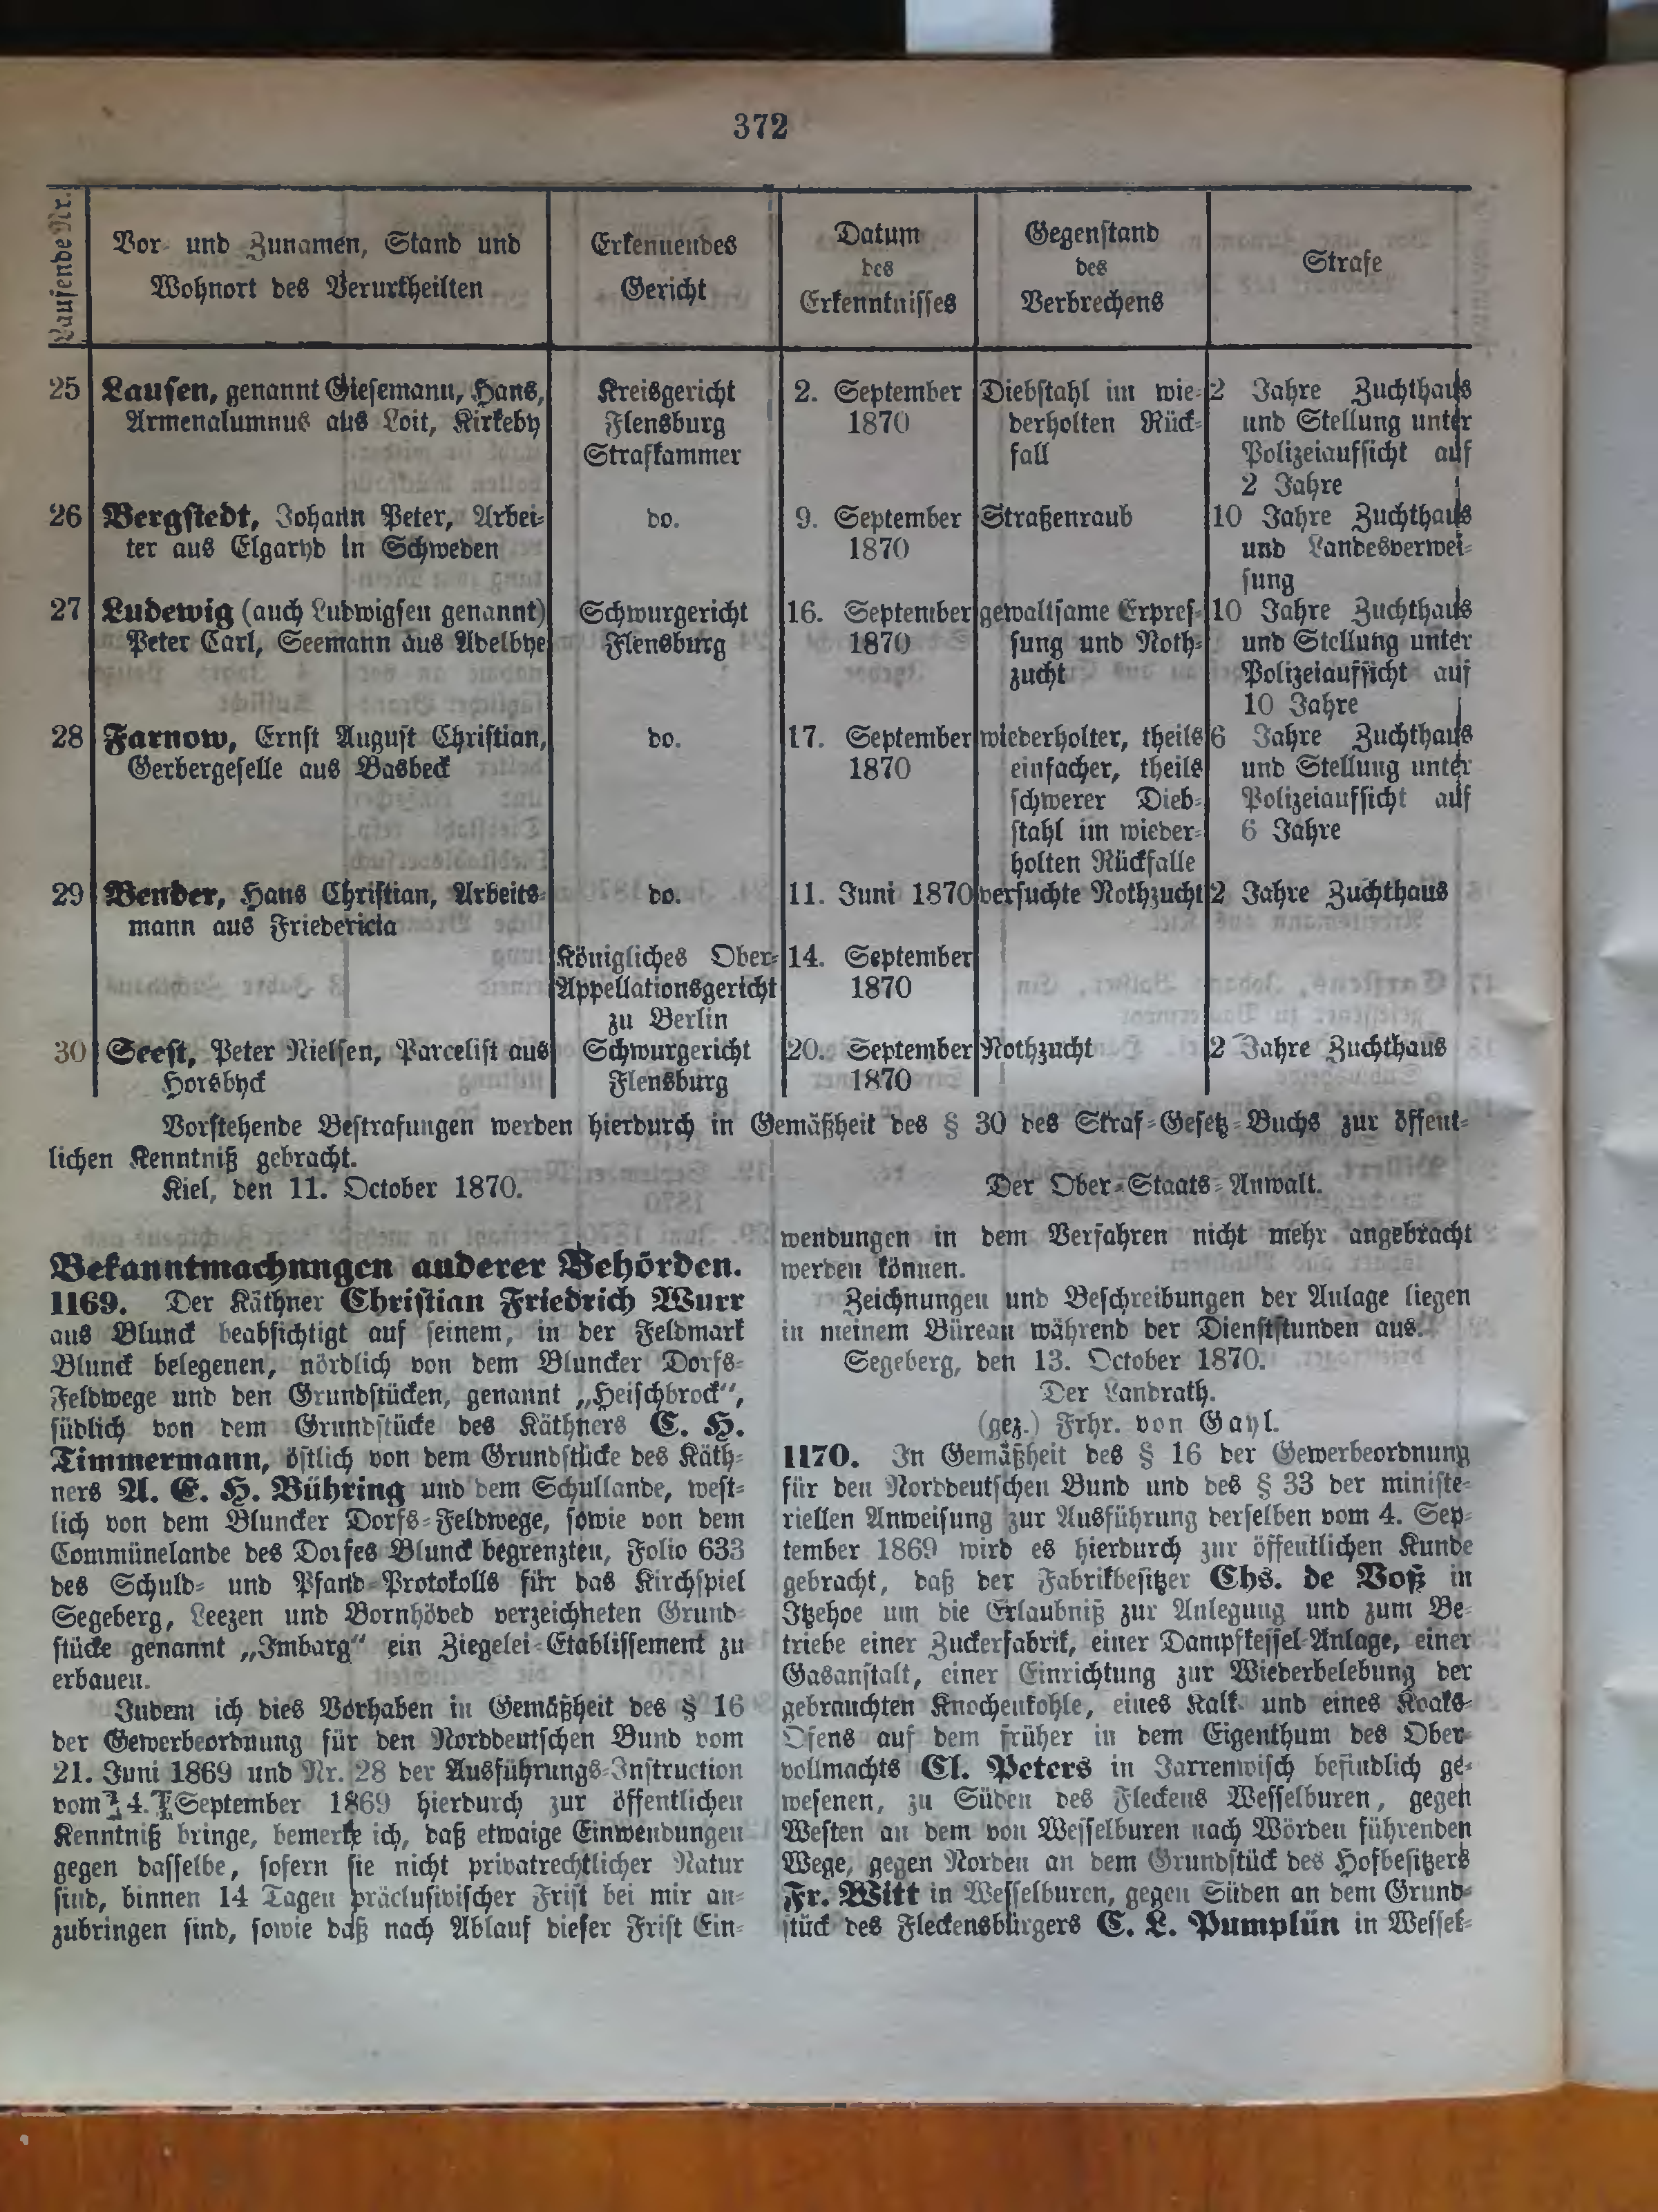 372
Laufende Nr.
Vor- und Zunamen, Stand und
Wohnort des Verurtheilten
Erkennendes
Gericht
Datum
des
Erkenntnisses
Gegenstand
des
Verbrechens
Strafe
25
Lausen, genannt Giesemann, Hans,
Armenalumnus aus Loit, Kirkeby
Kreisgericht
Flensburg
Strafkammer
2. September
1870
Diebstahl im wie-
derholten Rück-
fall
2 Jahre Zuchthaus
und Stellung unter
Polizeiaufsicht auf
2 Jahre
26
Bergstedt, Johann Peter, Arbei-
ter aus Elgaryd in Schweden
do.
9. September
1870
Straßenraub
10 Jahre Zuchthaus
und Landesverwei-
sung
27
Ludewig (auch Ludwigsen genannt)
Peter Carl, Seemann aus Adelbye
Schwurgericht
Flensburg
16. September
1870
gewaltsame Erpres-
sung und Noth-
zucht
10 Jahre Zuchthaus
und Stellung unter
Polizeiaufsicht auf
10 Jahre
28
Farnow, Ernst August Christian,
Gerbergeselle aus Basbeck
do.
17. September
1870
wiederholter, theils
einfacher, theils
schwerer Dieb-
stahl im wieder-
holten Rückfalle
6 Jahre Zuchthaus
und Stellung unter
Polizeiaufsicht auf
6 Jahre
29
Bender, Hans Christian, Arbeits-
mann aus Friedericia
do.
11. Juni 1870
versuchte Nothzucht
2 Jahre Zuchthaus
Königliches Ober-
Appellationsgericht
zu Berlin
14. September
1870
30
Seest, Peter Nielsen, Parcelist aus
Horsbyck
Schwurgericht
Flensburg
20. September
1870
Nothzucht
2 Jahre Zuchthaus
Vorstehende Bestrafungen werden hierdurch in Gemäßheit des § 30 des Straf-Gesetz-Buchs zur öffent-
lichen Kenntniß gebracht.
Kiel, den 11. October 1870.
Der Ober-Staats-Anwalt.
Bekanntmachungen anderer Behörden.
1169. Der Käthner Christian Friedrich Wurr
aus Blunck beabsichtigt auf seinem, in der Feldmark
Blunck belegenen, nördlich von dem Bluncker Dorfs-
Feldwege und den Grundstücken, genannt „Heischbrock“,
südlich von dem Grundstücke des Käthners C. H.
Timmermann, östlich von dem Grundstücke des Käth-
ners A. E. H. Bühring und dem Schullande, west-
lich von dem Bluncker Dorfs-Feldwege, sowie von dem
Commünelande des Dorfes Blunck begrenzten, Folio 633
des Schuld- und Pfand-Protokolls für das Kirchspiel
Segeberg, Leezen und Bornhöved verzeichneten Grund-
stücke genannt „Imbarg“ ein Ziegelei-Etablissement zu
erbauen.
Indem ich dies Vorhaben in Gemäßheit des § 16
der Gewerbeordnung für den Norddeutschen Bund vom
21. Juni 1869 und Nr. 28 der Ausführungs-Instruction
vom 4. September 1869 hierdurch zur öffentlichen
Kenntniß bringe, bemerke ich, daß etwaige Einwendungen
gegen dasselbe, sofern sie nicht privatrechtlicher Natur
sind, binnen 14 Tagen präclusivischer Frist bei mir an-
zubringen sind, sowie daß nach Ablauf dieser Frist Ein-
wendungen in dem Verfahren nicht mehr angebracht
werden können.
Zeichnungen und Beschreibungen der Anlage liegen
in meinem Büreau während der Dienststunden aus.
Segeberg, den 13. October 1870.
Der Landrath.
(gez.) Frhr. von Gayl.
1170. In Gemäßheit des § 16 der Gewerbeordnung
für den Norddeutschen Bund und des § 33 der ministe-
riellen Anweisung zur Ausführung derselben vom 4. Sep-
tember 1869 wird es hierdurch zur öffentlichen Kunde
gebracht, daß der Fabrikbesitzer Chs. de Voß in
Itzehoe um die Erlaubniß zur Anlegung und zum Be-
triebe einer Zuckerfabrik, einer Dampfkessel-Anlage, einer
Gasanstalt, einer Einrichtung zur Wiederbelebung der
gebrauchten Knochenkohle, eines Kalk- und eines Koaks-
Ofens auf dem früher in dem Eigenthum des Ober-
vollmachts Cl. Peters in Jarrenwisch befindlich ge-
wesenen, zu Süden des Fleckens Wesselburen, gegen
Westen an dem von Wesselburen nach Wörden führenden
Wege, gegen Norden an dem Grundstück des Hofbesitzers
Fr. Witt in Wesselburen, gegen Süden an dem Grund-
stück des Fleckensbürgers C. L. Pumplün in Wessel-